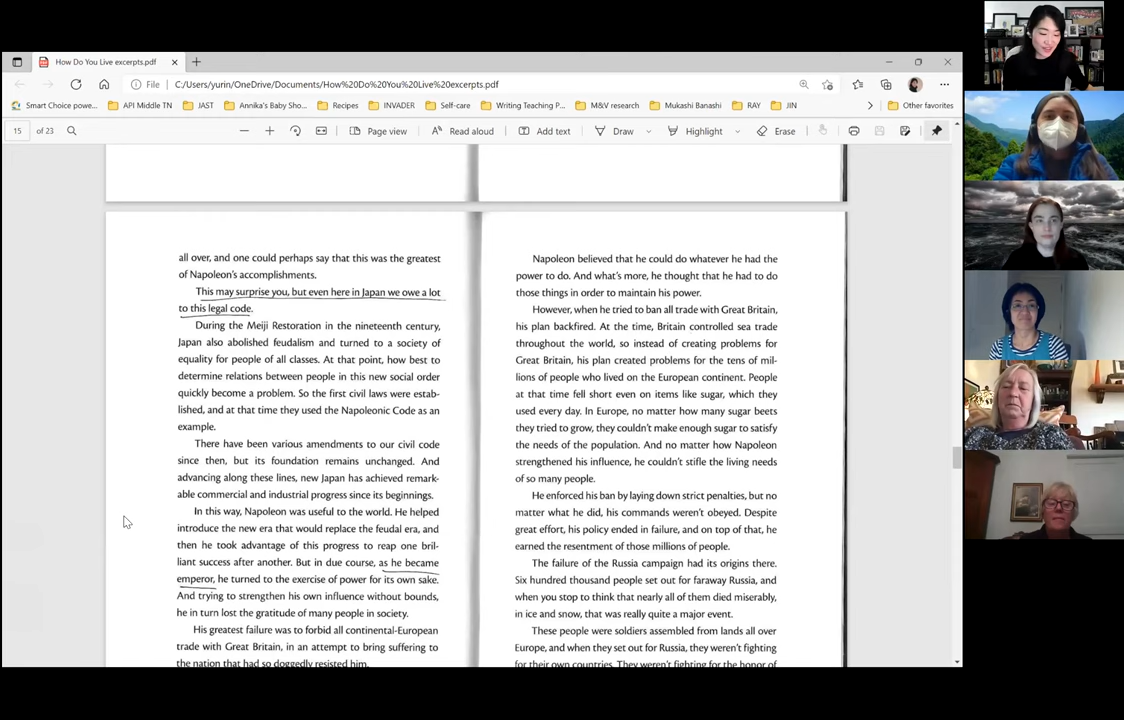 How Do You Live excerpts.pdf
File
C:/Users/yurin/OneDrive/Documents/How%20Do%20You%20Live%20excerpts.pdf
Smart Choice powe...
API Middle TN
JAST
Annika's Baby Sho...
Recipes
INVADER
Self-care
Writing Teaching P...
M&V research
Mukashi Banashi
RAY
JIN
Other favorites
15 of 23
Page view
Read aloud
Add text
Draw
Highlight
Erase
all over, and one could perhaps say that this was the greatest
of Napoleon's accomplishments.
This may surprise you, but even here in Japan we owe a lot
to this legal code.
During the Meiji Restoration in the nineteenth century,
Japan also abolished feudalism and turned to a society of
equality for people of all classes. At that point, how best to
determine relations between people in this new social order
quickly become a problem. So the first civil laws were estab-
lished, and at that time they used the Napoleonic Code as an
example.
There have been various amendments to our civil code
since then, but its foundation remains unchanged. And
advancing along these lines, new Japan has achieved remark-
able commercial and industrial progress since its beginnings.
In this way, Napoleon was useful to the world. He helped
introduce the new era that would replace the feudal era, and
then he took advantage of this progress to reap one bril-
liant success after another. But in due course, as he became
emperor, he turned to the exercise of power for its own sake.
And trying to strengthen his own influence without bounds,
he in turn lost the gratitude of many people in society.
His greatest failure was to forbid all continental-European
trade with Great Britain, in an attempt to bring suffering to
the nation that had so doggedly resisted him.
Napoleon believed that he could do whatever he had the
power to do. And what's more, he thought that he had to do
those things in order to maintain his power.
However, when he tried to ban all trade with Great Britain,
his plan backfired. At the time, Britain controlled sea trade
throughout the world, so instead of creating problems for
Great Britain, his plan created problems for the tens of mil-
lions of people who lived on the European continent. People
at that time fell short even on items like sugar, which they
used every day. In Europe, no matter how many sugar beets
they tried to grow, they couldn't make enough sugar to satisfy
the needs of the population. And no matter how Napoleon
strengthened his influence, he couldn't stifle the living needs
of so many people.
He enforced his ban by laying down strict penalties, but no
matter what he did, his commands weren't obeyed. Despite
great effort, his policy ended in failure, and on top of that, he
earned the resentment of those millions of people.
The failure of the Russia campaign had its origins there.
Six hundred thousand people set out for faraway Russia, and
when you stop to think that nearly all of them died miserably,
in ice and snow, that was really quite a major event.
These people were soldiers assembled from lands all over
Europe, and when they set out for Russia, they weren't fighting
for their own countries. They weren't fighting for the honor of